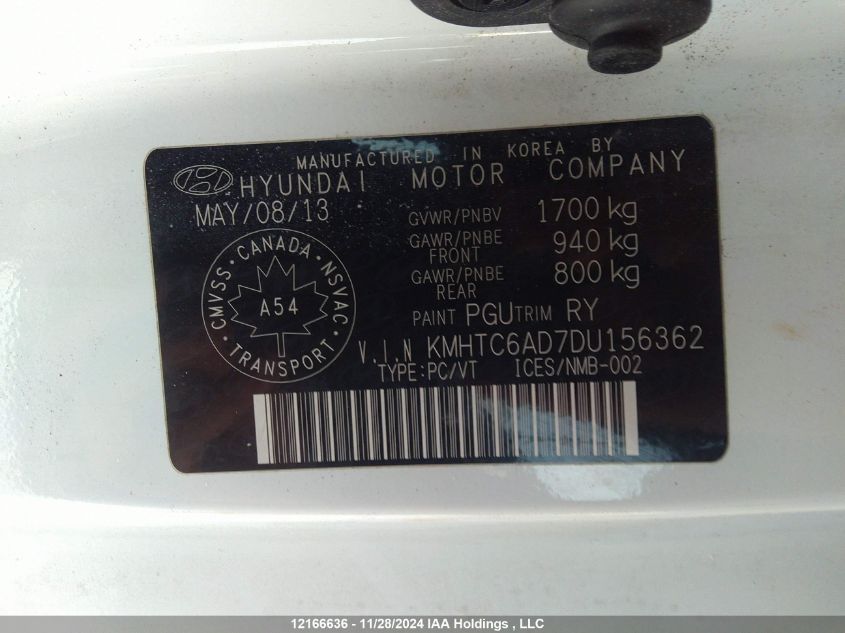 MANUFACTURED IN KOREA BY
HYUNDAI MOTOR COMPANY
MAY/08/13
GVWR/PNBV 1700 kg
GAWR/PNBE FRONT 940 kg
GAWR/PNBE REAR 800 kg
CANADA
CMVSS NSVAC
A54
TRANSPORT
PAINT PGU TRIM RY
V.I.N KMHTC6AD7DU156362
TYPE:PC/VT ICES/NMB-002
12166636 - 11/28/2024 IAA Holdings , LLC